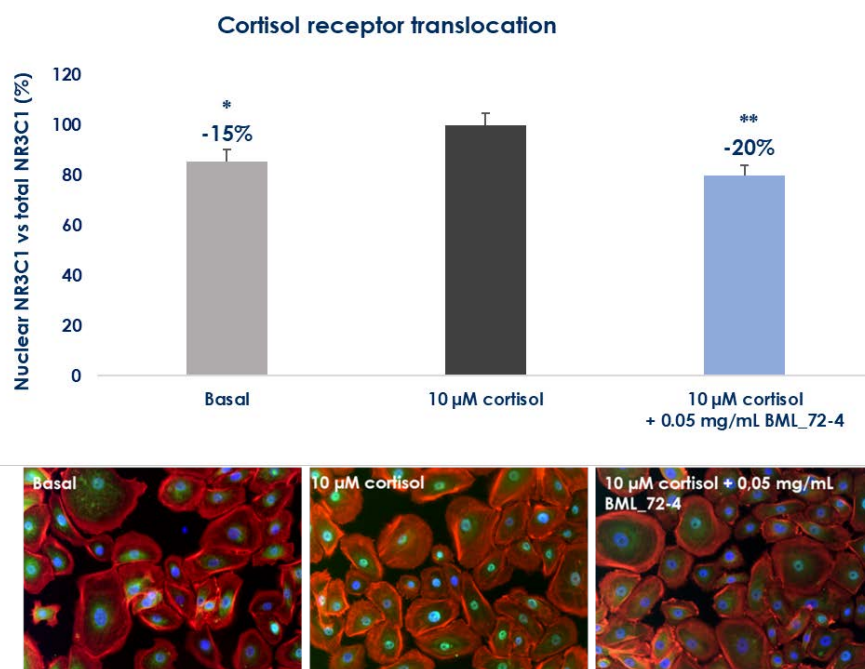 Cortisol receptor translocation
Nuclear NR3C1 vs total NR3C1 (%)
120
100
80
60
40
20
0
*
-15%
**
-20%
Basal
10 µM cortisol
10 µM cortisol
+ 0.05 mg/mL BML_72-4
Basal
10 µM cortisol
10 µM cortisol + 0,05 mg/mL
BML_72-4